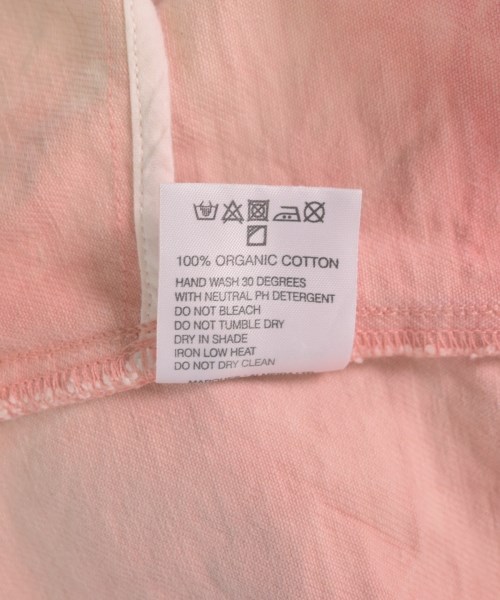 100% ORGANIC COTTON
HAND WASH 30 DEGREES
WITH NEUTRAL PH DETERGENT
DO NOT BLEACH
DO NOT TUMBLE DRY
DRY IN SHADE
IRON LOW HEAT
DO NOT DRY CLEAN